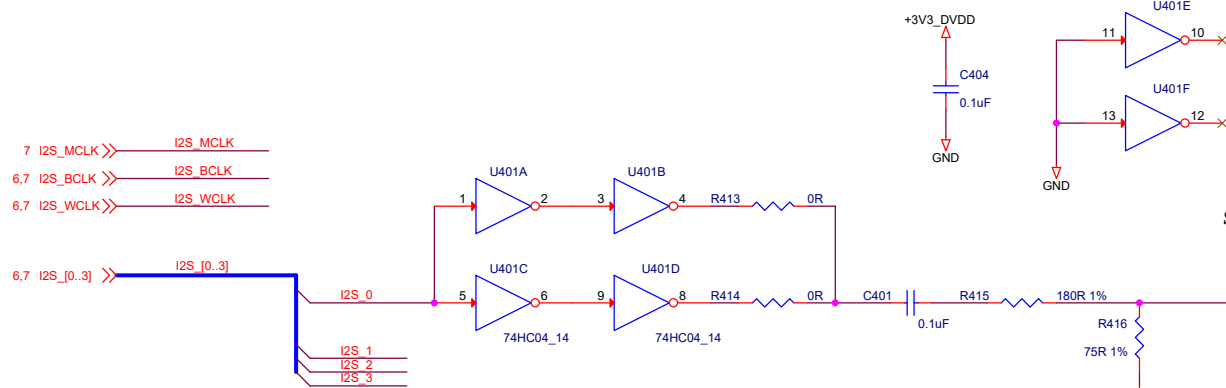 U401E
+3V3_DVDD
11
10
C404
U401F
0.1uF
13
12
7 I2S_MCLK
I2S_MCLK
GND
6,7 I2S_BCLK
I2S_BCLK
U401A
U401B
GND
6,7 I2S_WCLK
I2S_WCLK
1
2
3
4
R413
0R
6,7 I2S_[0..3]
I2S_[0..3]
U401C
U401D
I2S_0
5
6
9
8
R414
0R
C401
R415
180R 1%
0.1uF
R416
74HC04_14
74HC04_14
75R 1%
I2S_1
I2S_2
I2S_3